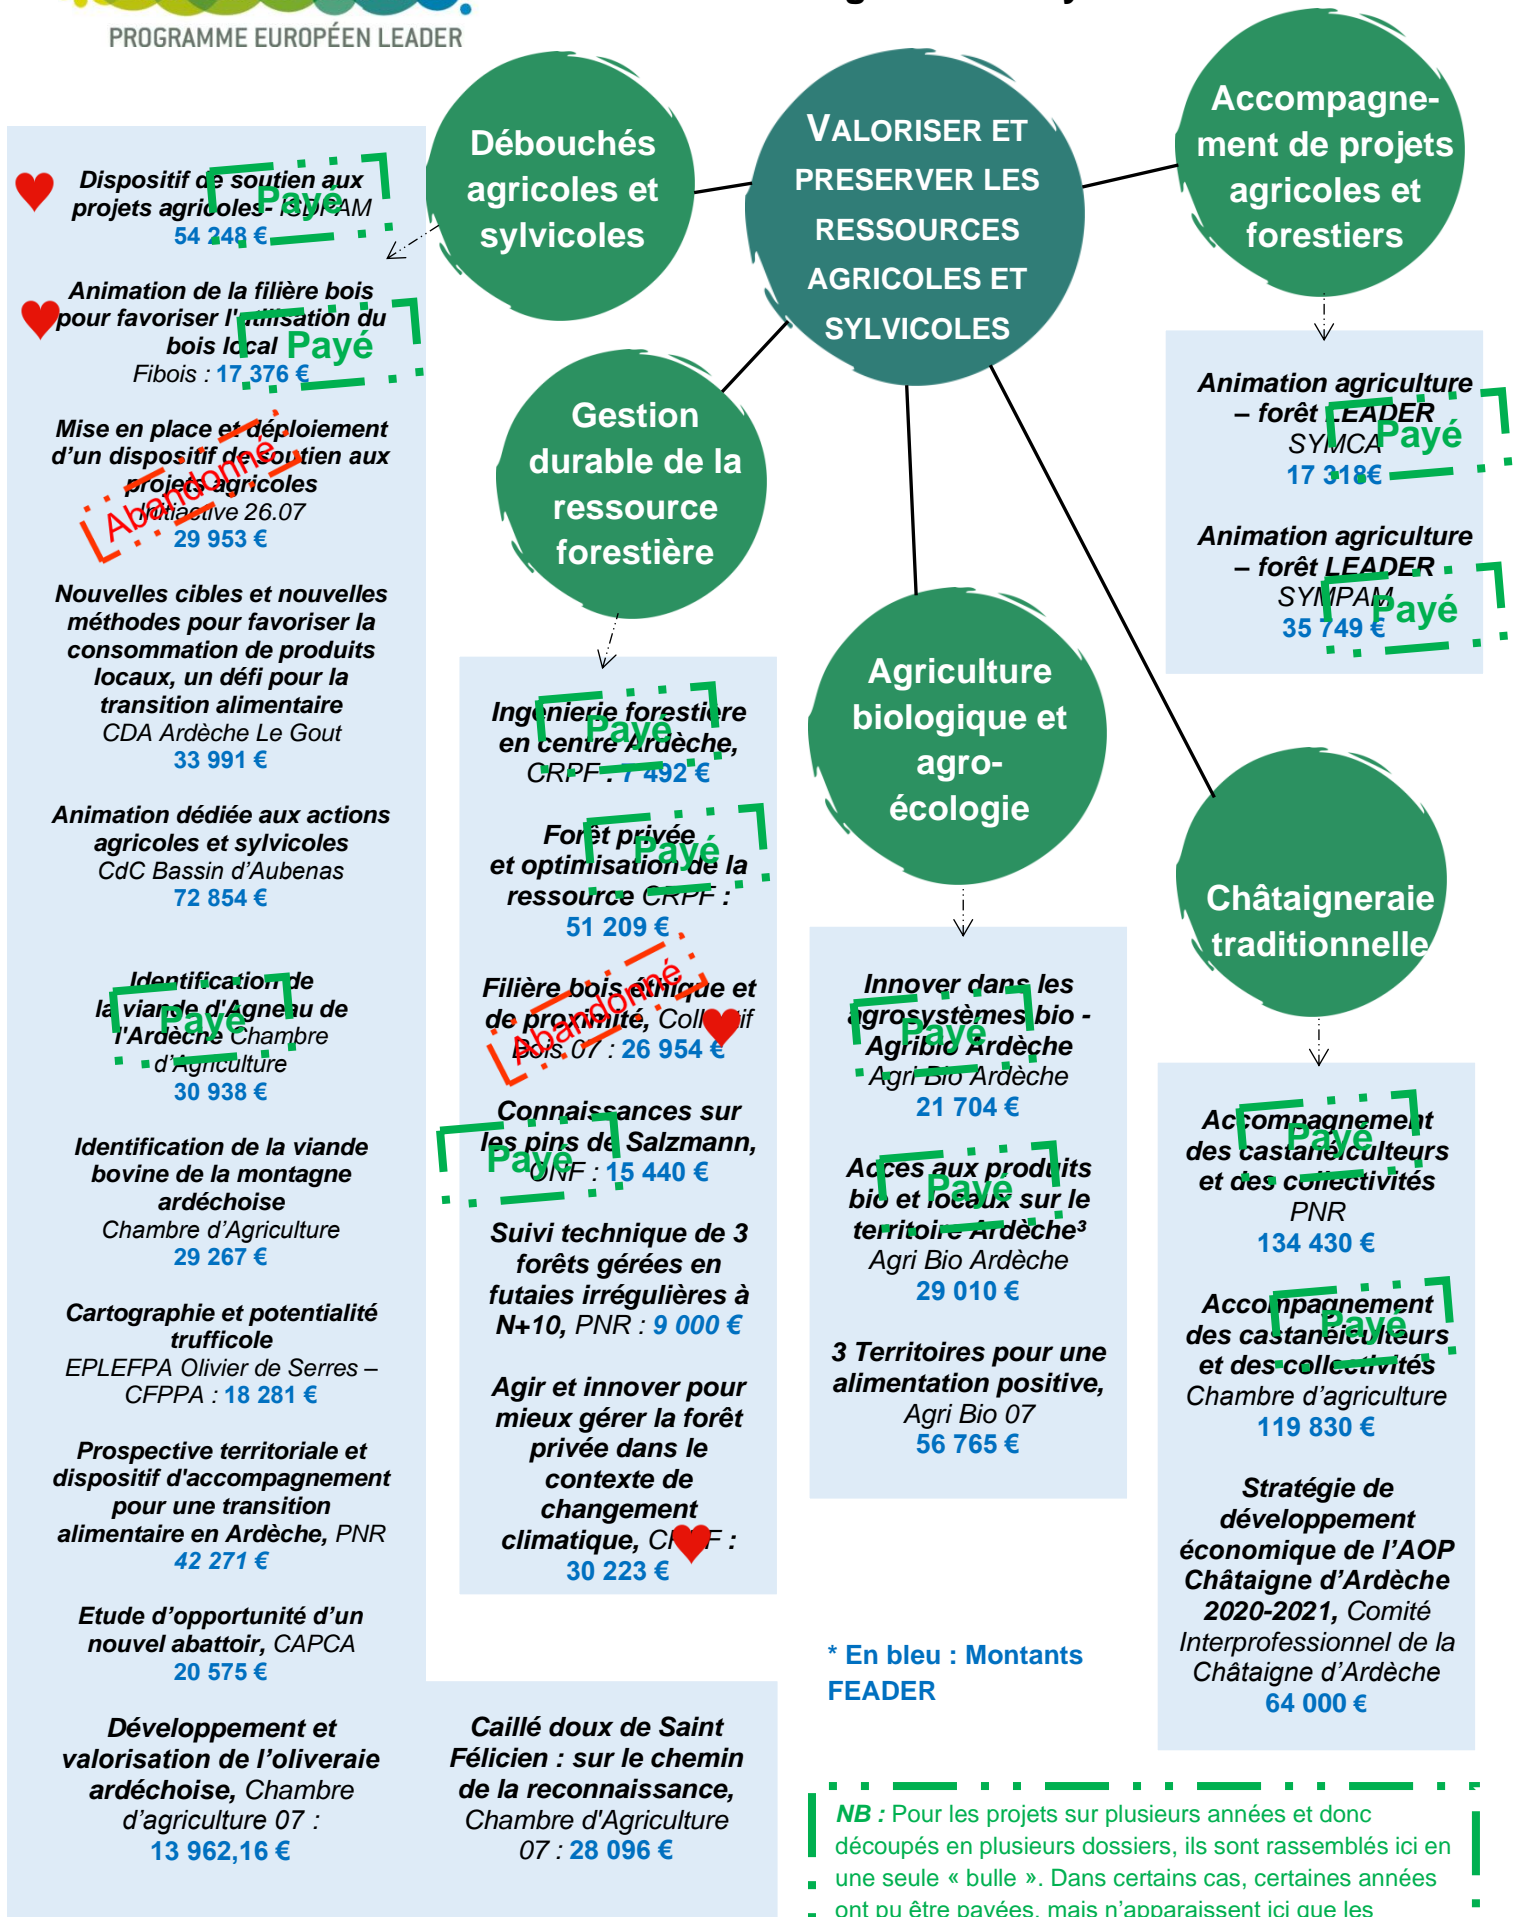 PROGRAMME EUROPÉEN LEADER
Débouchés
agricoles et
sylvicoles
VALORISER ET
PRESERVER LES
RESSOURCES
AGRICOLES ET
SYLVICOLES
Accompagne-
ment de projets
agricoles et
forestiers
Gestion
durable de la
ressource
forestière
Agriculture
biologique et
agro-
écologie
Châtaigneraie
traditionnelle
Dispositif de soutien aux
projets agricoles- ISDPAM
54 248 €
Payé
Animation de la filière bois
pour favoriser l'utilisation du
bois local
Fibois : 17 376 €
Payé
Mise en place et déploiement
d’un dispositif de soutien aux
projets agricoles
Initiactive 26.07
29 953 €
Abandonné
Nouvelles cibles et nouvelles
méthodes pour favoriser la
consommation de produits
locaux, un défi pour la
transition alimentaire
CDA Ardèche Le Gout
33 991 €
Animation dédiée aux actions
agricoles et sylvicoles
CdC Bassin d’Aubenas
72 854 €
Identification de
la viande d'Agneau de
l'Ardèche Chambre
d’Agriculture
30 938 €
Payé
Identification de la viande
bovine de la montagne
ardéchoise
Chambre d’Agriculture
29 267 €
Cartographie et potentialité
trufficole
EPLEFPA Olivier de Serres –
CFPPA : 18 281 €
Prospective territoriale et
dispositif d'accompagnement
pour une transition
alimentaire en Ardèche, PNR
42 271 €
Etude d’opportunité d’un
nouvel abattoir, CAPCA
20 575 €
Développement et
valorisation de l’oliveraie
ardéchoise, Chambre
d’agriculture 07 :
13 962,16 €
Caillé doux de Saint
Félicien : sur le chemin
de la reconnaissance,
Chambre d'Agriculture
07 : 28 096 €
Ingénierie forestière
en centre Ardèche,
CRPF : 7 492 €
Payé
Forêt privée
et optimisation de la
ressource CRPF :
51 209 €
Payé
Filière bois éthique et
de proximité, Collectif
Bois 07 : 26 954 €
Abandonné
Connaissances sur
les pins de Salzmann,
ONF : 15 440 €
Payé
Suivi technique de 3
forêts gérées en
futaies irrégulières à
N+10, PNR : 9 000 €
Agir et innover pour
mieux gérer la forêt
privée dans le
contexte de
changement
climatique, CRPF :
30 223 €
Innover dans les
agrosystèmes bio -
Agribio Ardèche
Agri Bio Ardèche
21 704 €
Payé
Accès aux produits
bio et locaux sur le
territoire Ardèche³
Agri Bio Ardèche
29 010 €
Payé
3 Territoires pour une
alimentation positive,
Agri Bio 07
56 765 €
Animation agriculture
– forêt LEADER
SYMCA
17 318€
Payé
Animation agriculture
– forêt LEADER
SYMPAM
35 749 €
Payé
Accompagnement
des castanéiculteurs
et des collectivités
PNR
134 430 €
Payé
Accompagnement
des castanéiculteurs
et des collectivités
Chambre d’agriculture
119 830 €
Payé
Stratégie de
développement
économique de l’AOP
Châtaigne d’Ardèche
2020-2021, Comité
Interprofessionnel de la
Châtaigne d’Ardèche
64 000 €
* En bleu : Montants
FEADER
NB : Pour les projets sur plusieurs années et donc
découpés en plusieurs dossiers, ils sont rassemblés ici en
une seule « bulle ». Dans certains cas, certaines années
ont pu être payées, mais n’apparaissent ici que les